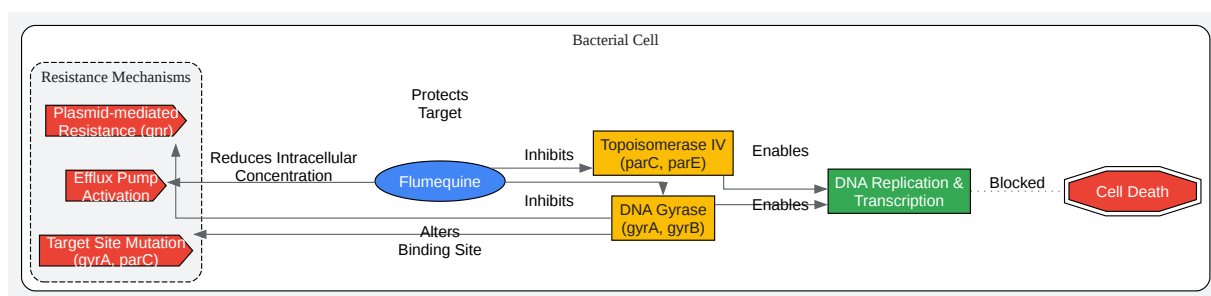 Bacterial Cell
Resistance Mechanisms
Plasmid-mediated
Resistance (qnr)
Efflux Pump
Activation
Target Site Mutation
(gyrA, parC)
Reduces Intracellular
Concentration
Protects
Target
Flumequine
Alters
Binding Site
Inhibits
Inhibits
Topoisomerase IV
(parC, parE)
DNA Gyrase
(gyrA, gyrB)
Enables
Enables
DNA Replication &
Transcription
Blocked
Cell Death